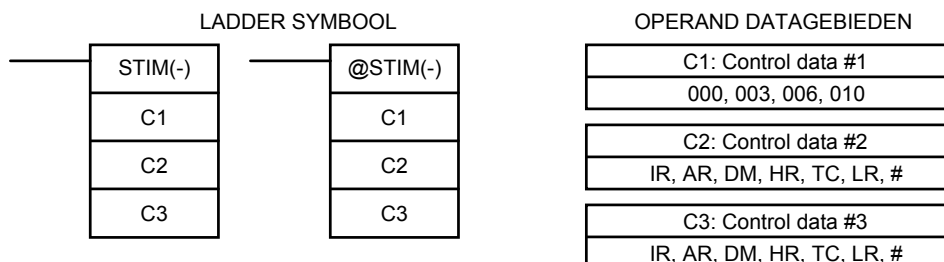 LADDER SYMBOOL
STIM(-)
C1
C2
C3
@STIM(-)
C1
C2
C3
OPERAND DATAGEBIEDEN
C1: Control data #1
000, 003, 006, 010
C2: Control data #2
IR, AR, DM, HR, TC, LR, #
C3: Control data #3
IR, AR, DM, HR, TC, LR, #